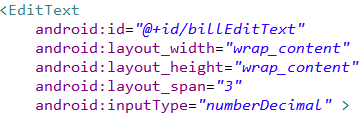 <EditText
android:id="@+id/billEditText"
android:layout_width="wrap_content"
android:layout_height="wrap_content"
android:layout_span="3"
android:inputType="numberDecimal" >